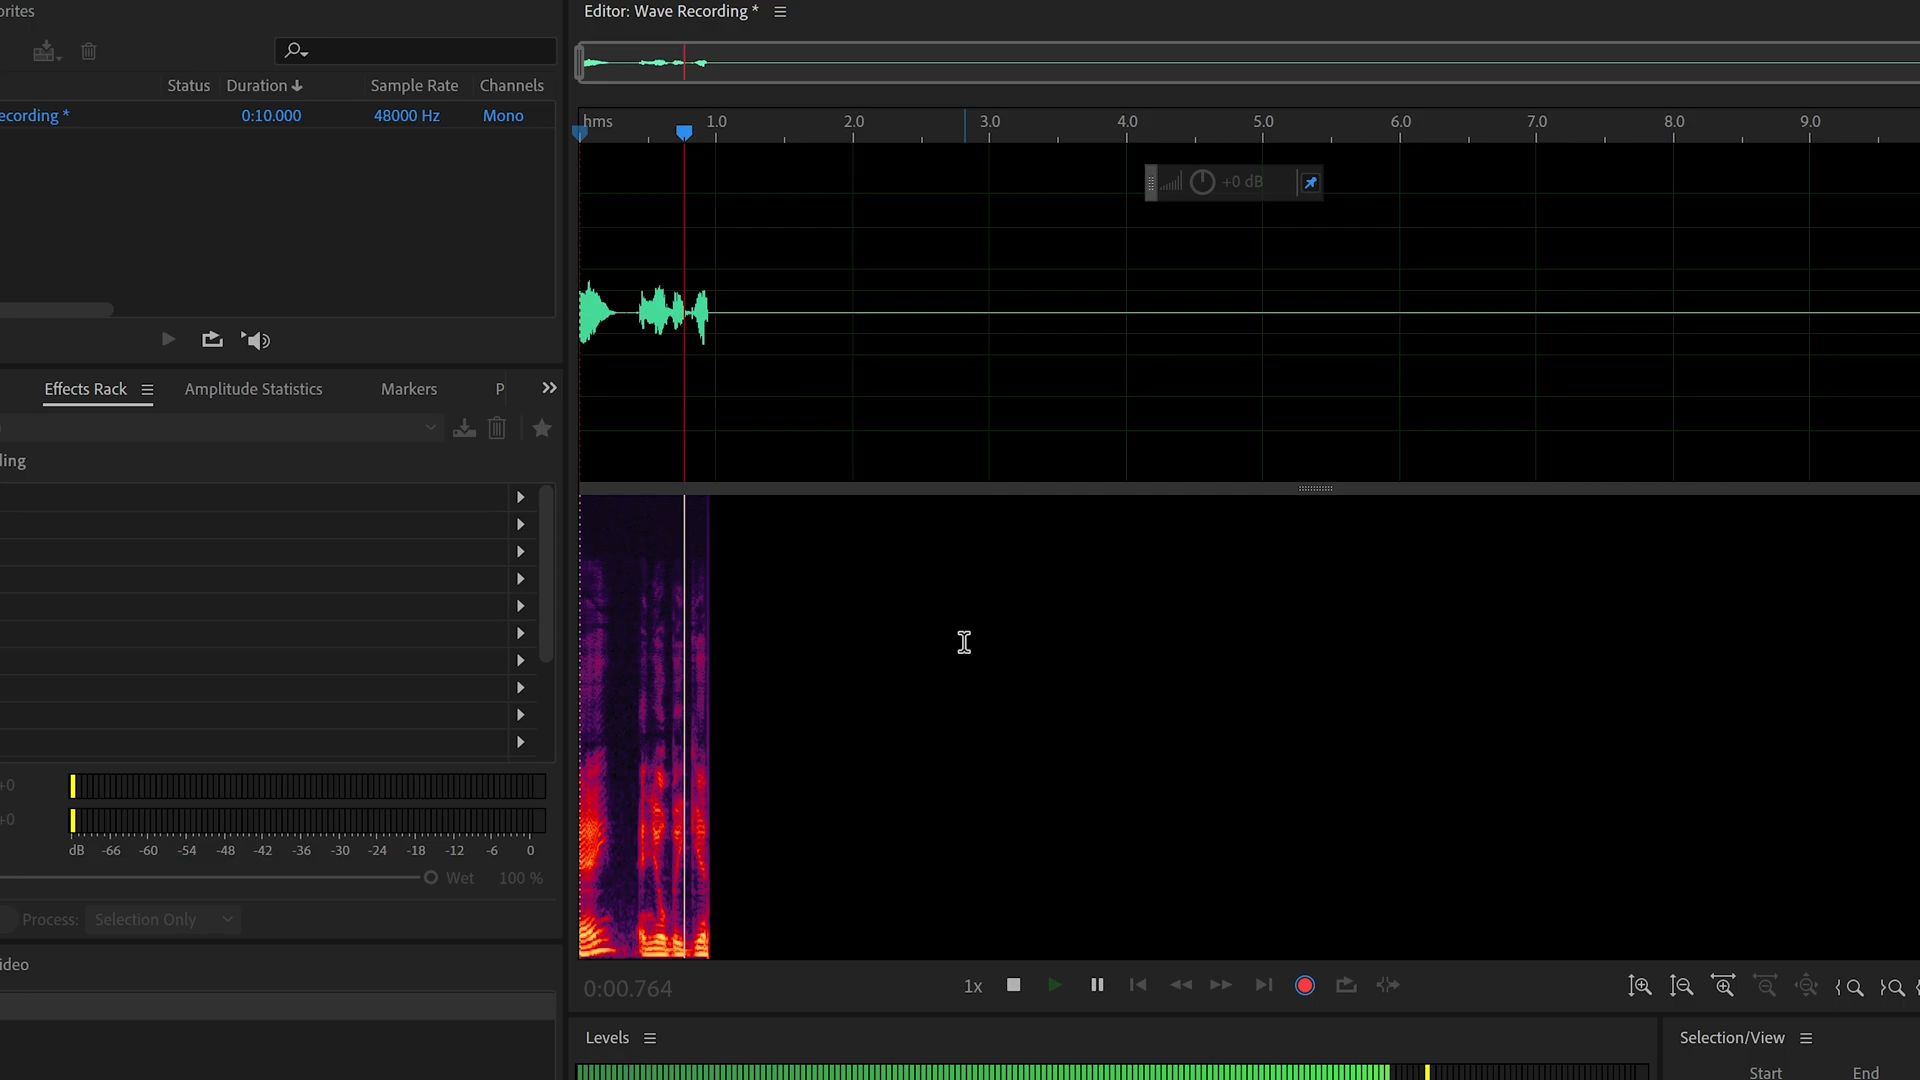 orites
Editor: Wave Recording * ≡
Status Duration Sample Rate Channels
ecording * 0:10.000 48000 Hz Mono
hms 1.0 2.0 3.0 4.0 5.0 6.0 7.0 8.0 9.0
+0 dB
Effects Rack ≡ Amplitude Statistics Markers P
ling
+0
+0
dB -66 -60 -54 -48 -42 -36 -30 -24 -18 -12 -6 0
Wet 100 %
Process: Selection Only
ideo
0:00.764
1x
Levels ≡
Selection/View ≡
Start End